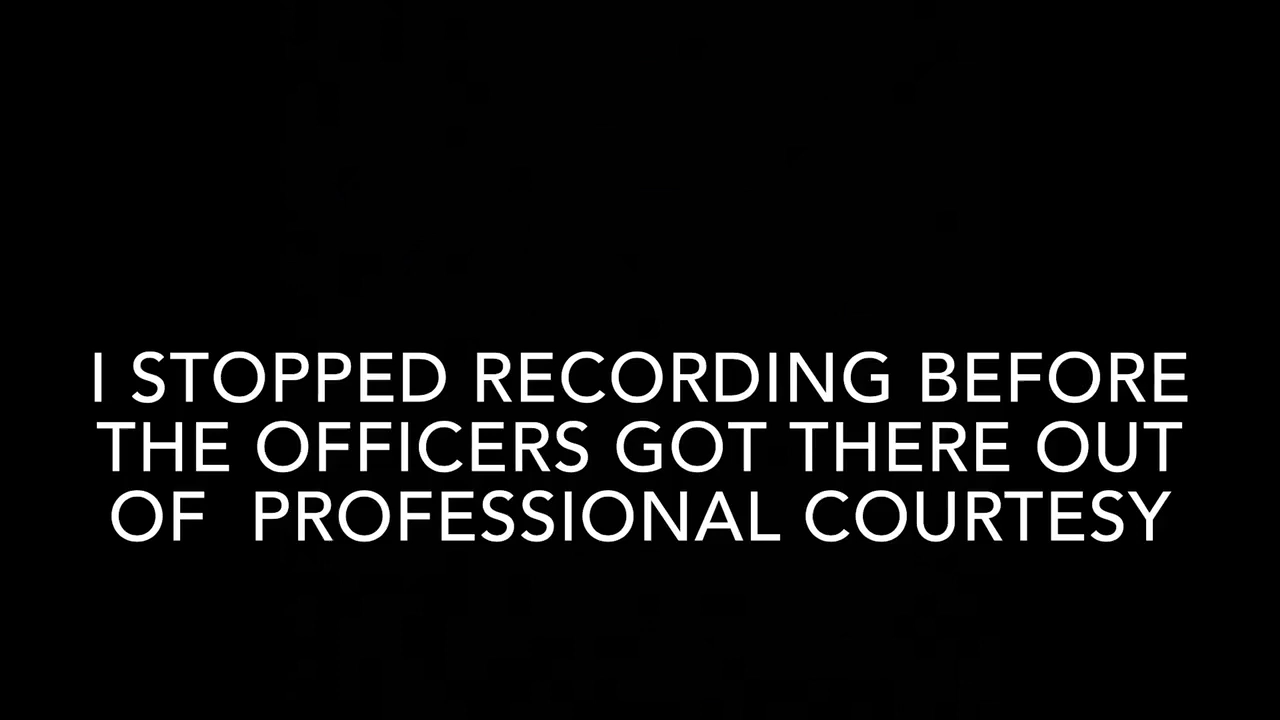 I STOPPED RECORDING BEFORE
THE OFFICERS GOT THERE OUT
OF  PROFESSIONAL COURTESY